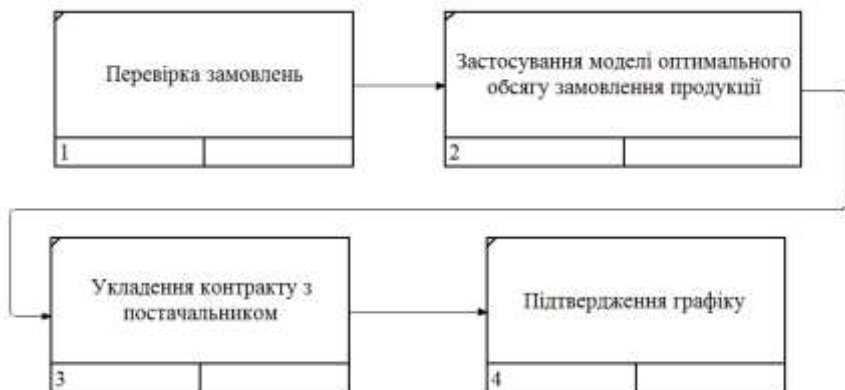 Перевірка замовлень
1
Застосування моделі оптимального
обсягу замовлення продукції
2
Укладення контракту з
постачальником
3
Підтвердження графіку
4